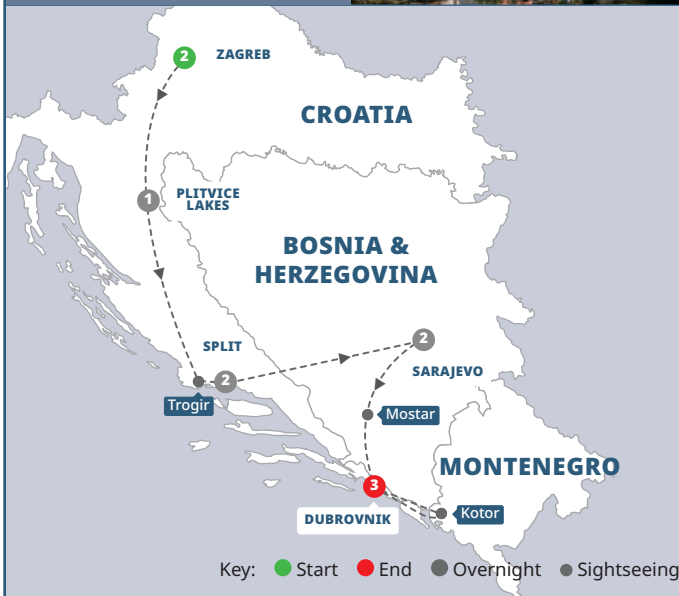 2
ZAGREB
CROATIA
1
PLITVICE
LAKES
BOSNIA &
HERZEGOVINA
SPLIT
2
2
SARAJEVO
Trogir
Mostar
MONTENEGRO
3
Kotor
DUBROVNIK
Key: Start End Overnight Sightseeing